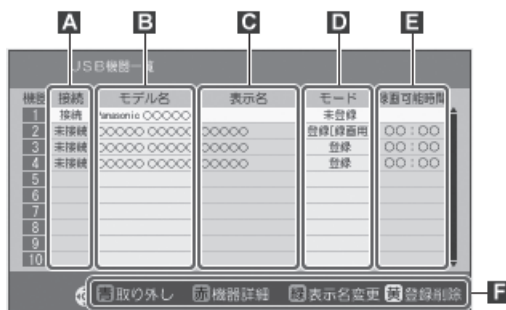 A B C D E
USB機器一覧
機器 接続 モデル名 表示名 モード 録画可能時間
1 接続 Panasonic ○○○○○ 未登録
2 未接続 ○○○○○ ○○○○○ ○○○○○ 登録[録画用 ○○:○○
3 未接続 ○○○○○ ○○○○○ ○○○○○ 登録 ○○:○○
4 未接続 ○○○○○ ○○○○○ ○○○○○ 登録 ○○:○○
5
6
7
8
9
10
青 取り外し 赤 機器詳細 緑 表示名変更 黄 登録削除 F